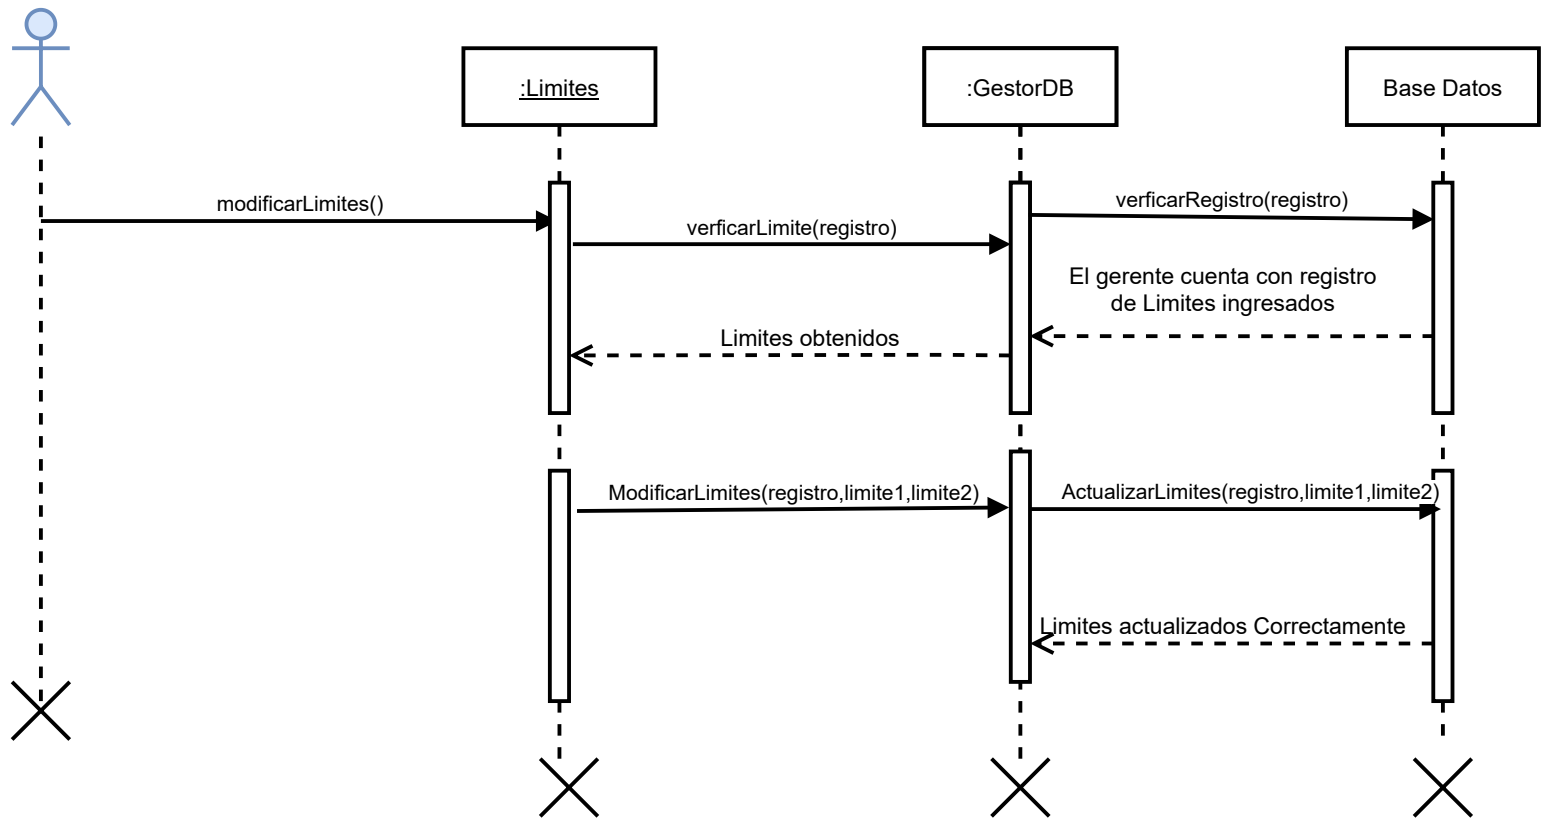 :Limites
:GestorDB
Base Datos
modificarLimites()
verficarLimite(registro)
verficarRegistro(registro)
El gerente cuenta con registro
de Limites ingresados
Limites obtenidos
ModificarLimites(registro,limite1,limite2)
ActualizarLimites(registro,limite1,limite2)
Limites actualizados Correctamente